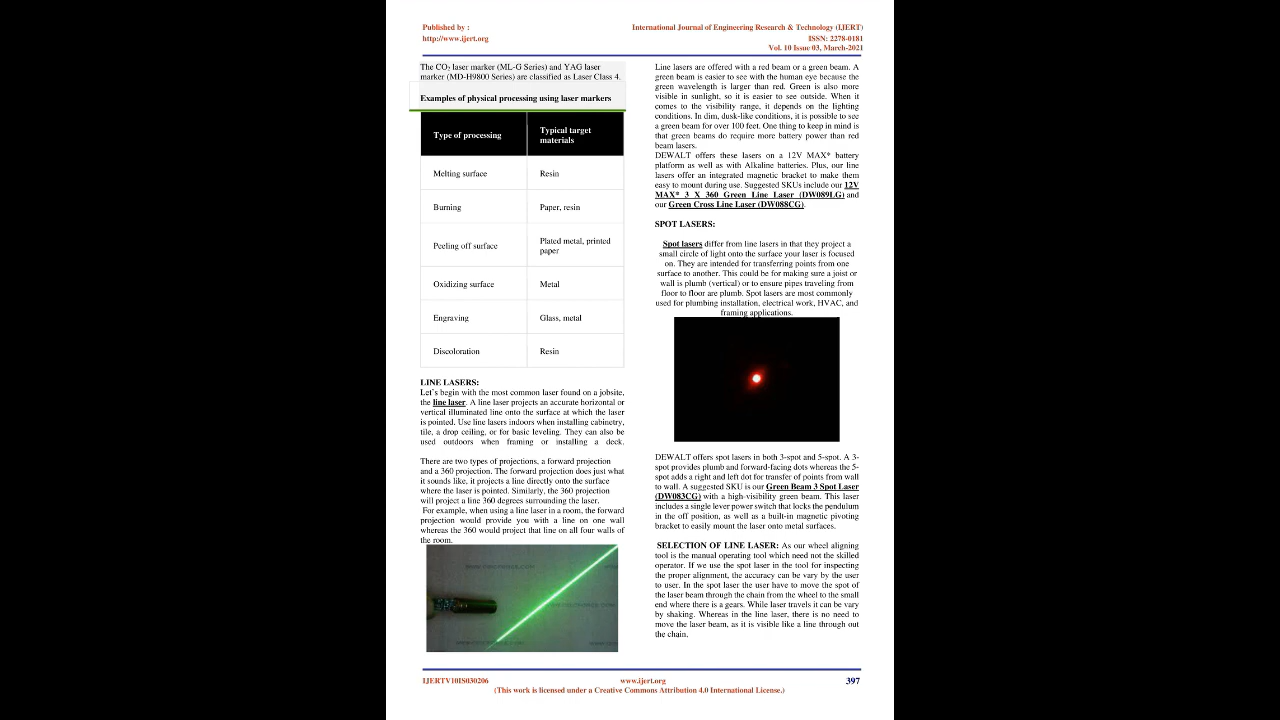 Published by :
http://www.ijert.org
International Journal of Engineering Research & Technology (IJERT)
ISSN: 2278-0181
Vol. 10 Issue 03, March-2021
The CO₂ laser marker (ML-G Series) and YAG laser
marker (MD-H9800 Series) are classified as Laser Class 4.
Examples of physical processing using laser markers
Type of processing
Typical target
materials
Melting surface
Resin
Burning
Paper, resin
Peeling off surface
Plated metal, printed
paper
Oxidizing surface
Metal
Engraving
Glass, metal
Discoloration
Resin
LINE LASERS:
Let's begin with the most common laser found on a jobsite,
the line laser. A line laser projects an accurate horizontal or
vertical illuminated line onto the surface at which the laser
is pointed. Use line lasers indoors when installing cabinetry,
tile, a drop ceiling, or for basic leveling. They can also be
used outdoors when framing or installing a deck.
There are two types of projections, a forward projection
and a 360 projection. The forward projection does just what
it sounds like, it projects a line directly onto the surface
where the laser is pointed. Similarly, the 360 projection
will project a line 360 degrees surrounding the laser.
For example, when using a line laser in a room, the forward
projection would provide you with a line on one wall
whereas the 360 would project that line on all four walls of
the room.
Line lasers are offered with a red beam or a green beam. A
green beam is easier to see with the human eye because the
green wavelength is larger than red. Green is also more
visible in sunlight, so it is easier to see outside. When it
comes to the visibility range, it depends on the lighting
conditions. In dim, dusk-like conditions, it is possible to see
a green beam for over 100 feet. One thing to keep in mind is
that green beams do require more battery power than red
beam lasers.
DEWALT offers these lasers on a 12V MAX* battery
platform as well as with Alkaline batteries. Plus, our line
lasers offer an integrated magnetic bracket to make them
easy to mount during use. Suggested SKUs include our 12V
MAX* 3 X 360 Green Line Laser (DW089LG) and
our Green Cross Line Laser (DW088CG).
SPOT LASERS:
Spot lasers differ from line lasers in that they project a
small circle of light onto the surface your laser is focused
on. They are intended for transferring points from one
surface to another. This could be for making sure a joist or
wall is plumb (vertical) or to ensure pipes traveling from
floor to floor are plumb. Spot lasers are most commonly
used for plumbing installation, electrical work, HVAC, and
framing applications.
DEWALT offers spot lasers in both 3-spot and 5-spot. A 3-
spot provides plumb and forward-facing dots whereas the 5-
spot adds a right and left dot for transfer of points from wall
to wall. A suggested SKU is our Green Beam 3 Spot Laser
(DW083CG) with a high-visibility green beam. This laser
includes a single lever power switch that locks the pendulum
in the off position, as well as a built-in magnetic pivoting
bracket to easily mount the laser onto metal surfaces.
SELECTION OF LINE LASER: As our wheel aligning
tool is the manual operating tool which need not the skilled
operator. If we use the spot laser in the tool for inspecting
the proper alignment, the accuracy can be vary by the user
to user. In the spot laser the user have to move the spot of
the laser beam through the chain from the wheel to the small
end where there is a gears. While laser travels it can be vary
by shaking. Whereas in the line laser, there is no need to
move the laser beam, as it is visible like a line through out
the chain.
IJERTV10IS030206
www.ijert.org
397
(This work is licensed under a Creative Commons Attribution 4.0 International License.)